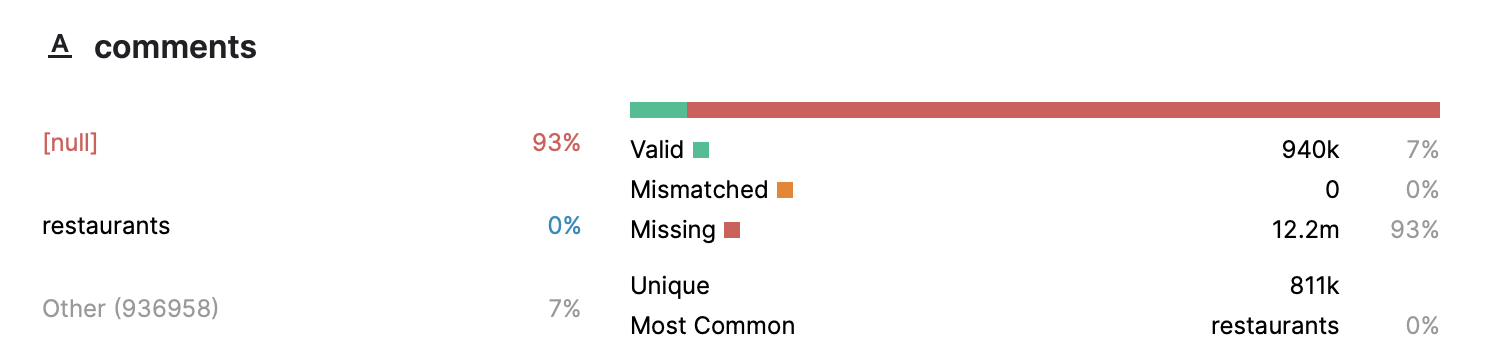 A comments
[null] 93%
restaurants 0%
Other (936958) 7%
Valid 940k 7%
Mismatched 0 0%
Missing 12.2m 93%
Unique 811k
Most Common restaurants 0%